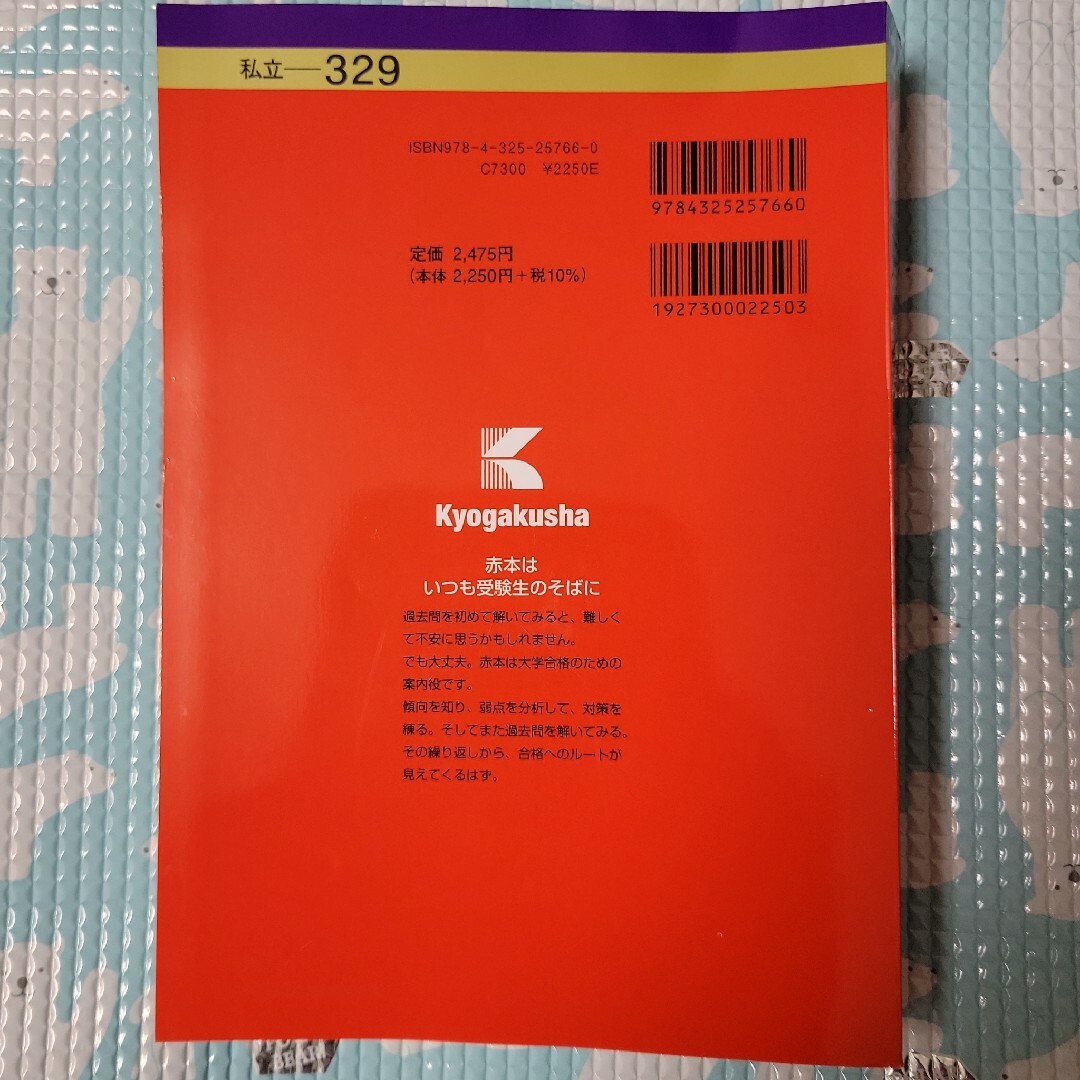 私立—329
ISBN978-4-325-25766-0
C7300 ¥2250E
9784325257660
定価 2,475円
(本体 2,250円+税10%)
1927300022503
Kyogakusha
赤本は
いつも受験生のそばに
過去問を初めて解いてみると、難しく
て不安に思うかもしれません。
でも大丈夫。赤本は大学合格のための
案内役です。
傾向を知り、弱点を分析して、対策を
練る。そしてまた過去問を解いてみる。
その繰り返しから、合格へのルートが
見えてくるはず。
BEAR